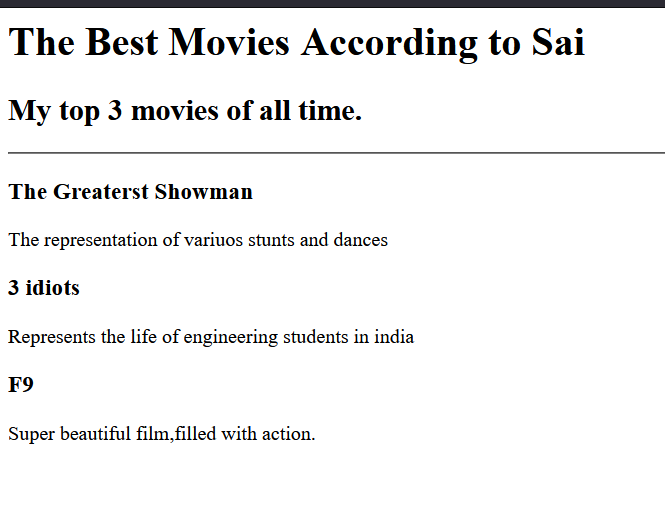 The Best Movies According to Sai
My top 3 movies of all time.
The Greaterst Showman
The representation of variuos stunts and dances
3 idiots
Represents the life of engineering students in india
F9
Super beautiful film,filled with action.